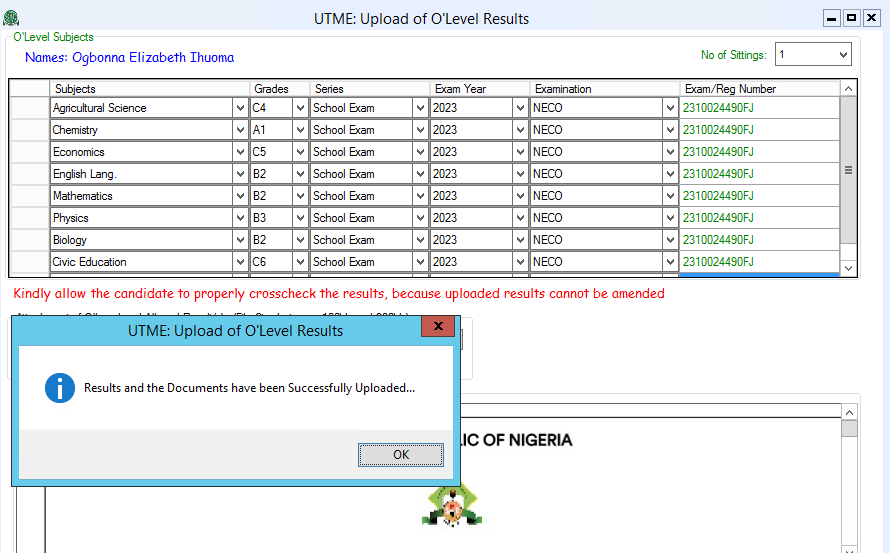 UTME: Upload of O'Level Results
O'Level Subjects
Names: Ogbonna Elizabeth Ihuoma
No of Sittings: 1
Subjects Grades Series Exam Year Examination Exam/Reg Number
Agricultural Science C4 School Exam 2023 NECO 2310024490FJ
Chemistry A1 School Exam 2023 NECO 2310024490FJ
Economics C5 School Exam 2023 NECO 2310024490FJ
English Lang. B2 School Exam 2023 NECO 2310024490FJ
Mathematics B2 School Exam 2023 NECO 2310024490FJ
Physics B3 School Exam 2023 NECO 2310024490FJ
Biology B2 School Exam 2023 NECO 2310024490FJ
Civic Education C6 School Exam 2023 NECO 2310024490FJ
Kindly allow the candidate to properly crosscheck the results, because uploaded results cannot be amended
UTME: Upload of O'Level Results
Results and the Documents have been Successfully Uploaded...
OK
OF NIGERIA